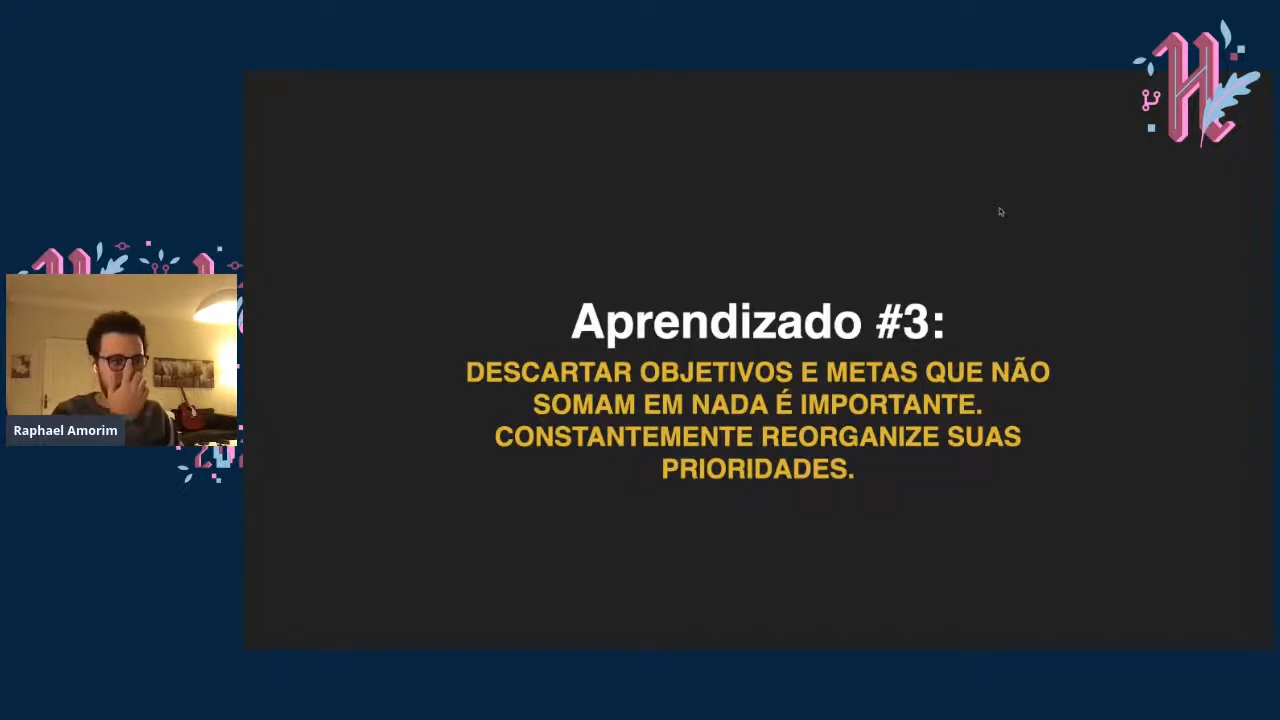 Aprendizado #3:
DESCARTAR OBJETIVOS E METAS QUE NÃO
SOMAM EM NADA É IMPORTANTE.
CONSTANTEMENTE REORGANIZE SUAS
PRIORIDADES.
Raphael Amorim